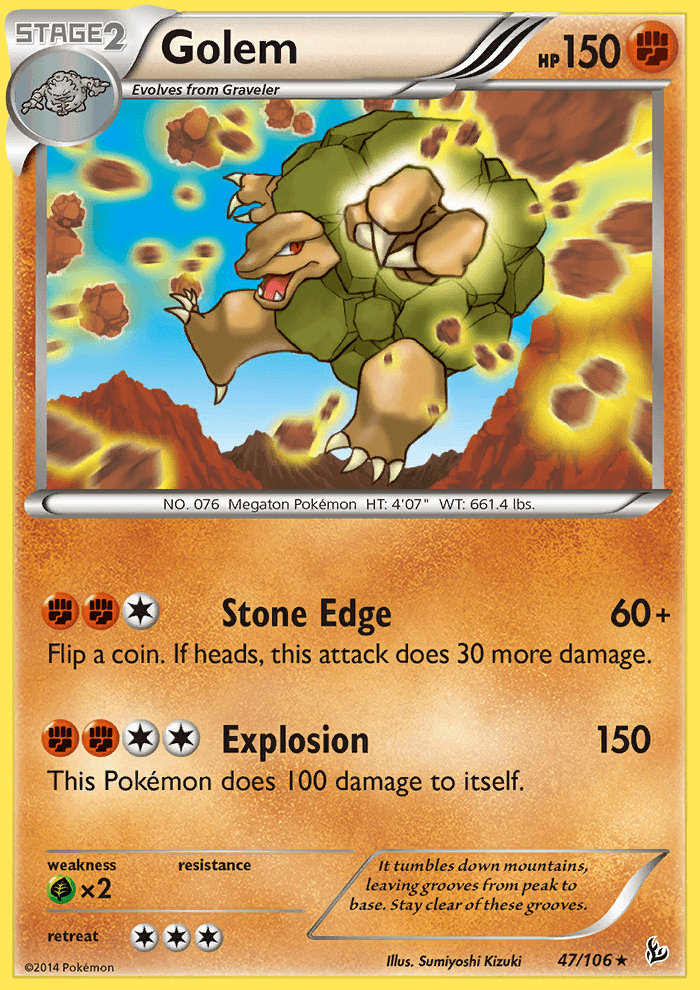 STAGE2
Golem
HP150
Evolves from Graveler
NO. 076 Megaton Pokémon HT: 4'07" WT: 661.4 lbs.
Stone Edge 60+
Flip a coin. If heads, this attack does 30 more damage.
Explosion 150
This Pokémon does 100 damage to itself.
weakness resistance
×2
retreat
It tumbles down mountains,
leaving grooves from peak to
base. Stay clear of these grooves.
©2014 Pokémon
Illus. Sumiyoshi Kizuki
47/106 ★